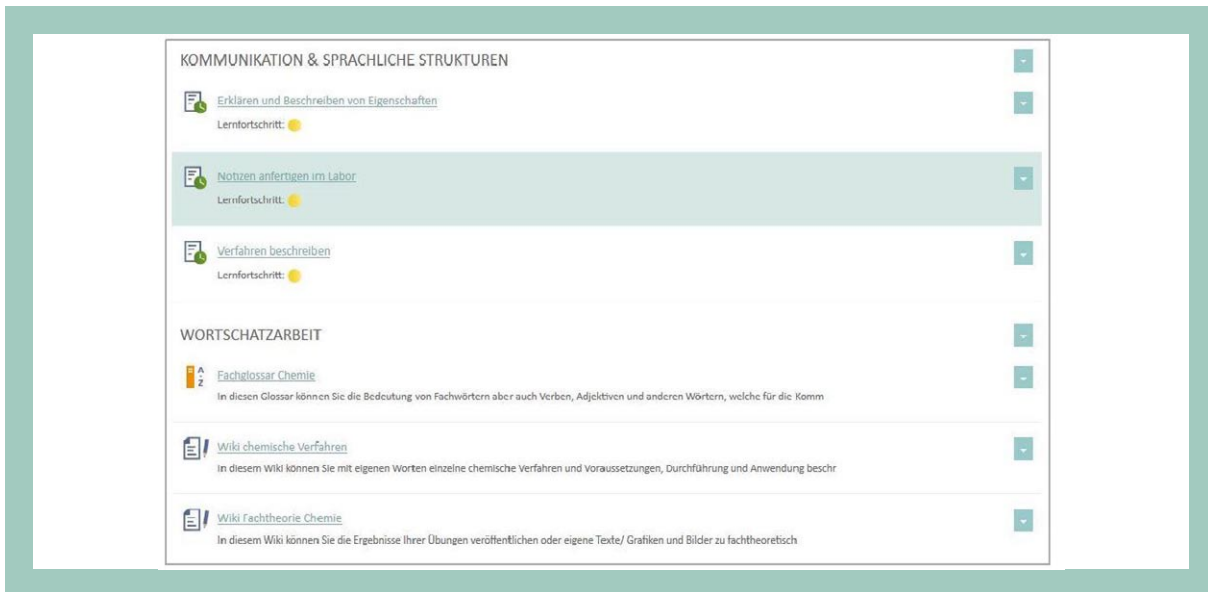 KOMMUNIKATION & SPRACHLICHE STRUKTUREN
Erklären und Beschreiben von Eigenschaften
Lernfortschritt:
Notizen anfertigen im Labor
Lernfortschritt:
Verfahren beschreiben
Lernfortschritt:
WORTSCHATZARBEIT
A
Z
Fachglossar Chemie
In diesen Glossar können Sie die Bedeutung von Fachwörtern aber auch Verben, Adjektiven und anderen Wörtern, welche für die Komm
Wiki chemische Verfahren
In diesem Wiki können Sie mit eigenen Worten einzelne chemische Verfahren und Voraussetzungen, Durchführung und Anwendung beschr
Wiki Fachtheorie Chemie
In diesem Wiki können Sie die Ergebnisse Ihrer Übungen veröffentlichen oder eigene Texte/ Grafiken und Bilder zu fachtheoretisch